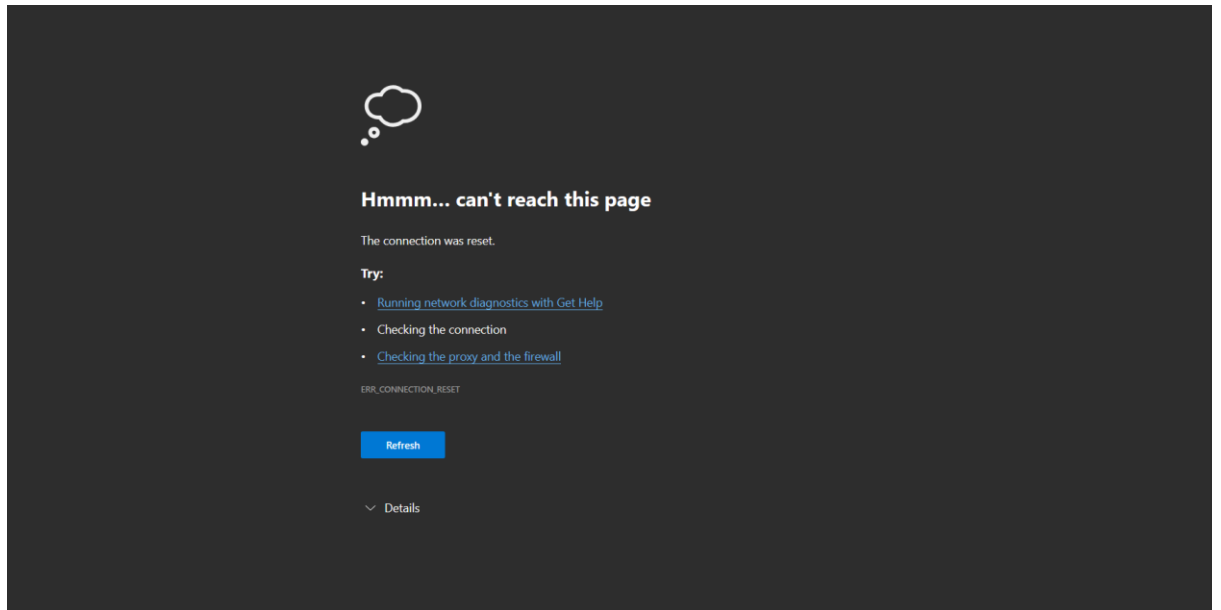 Hmmm... can't reach this page
The connection was reset.
Try:
• Running network diagnostics with Get Help
• Checking the connection
• Checking the proxy and the firewall
ERR_CONNECTION_RESET
Refresh
Details